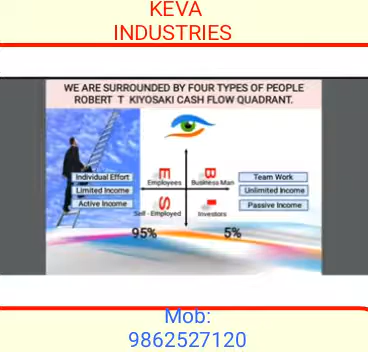 KEVA
INDUSTRIES
WE ARE SURROUNDED BY FOUR TYPES OF PEOPLE
ROBERT T KIYOSAKI CASH FLOW QUADRANT.
E B
Individual Effort Employees Business Man Team Work
Limited Income Unlimited Income
Active Income S I Passive Income
Self - Employed Investors
95% 5%
Mob:
9862527120